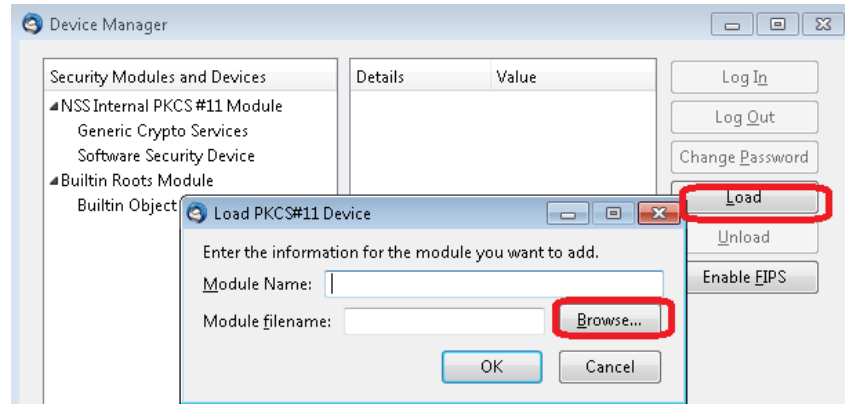 Device Manager
Security Modules and Devices
Details Value
Log In
NSS Internal PKCS #11 Module
Generic Crypto Services
Log Out
Software Security Device
Change Password
Builtin Roots Module
Builtin Object
Load
Load PKCS#11 Device
Unload
Enter the information for the module you want to add.
Module Name:
Enable FIPS
Module filename:
Browse...
OK
Cancel